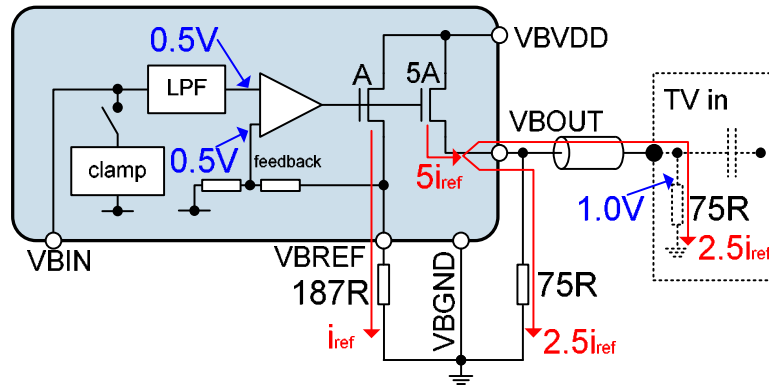 0.5V
A
5A
VBVDD
LPF
TV in
VBOUT
clamp
0.5V
feedback
5iref
1.0V
75R
2.5iref
VBIN
VBREF
187R
VBGND
75R
iref
2.5iref